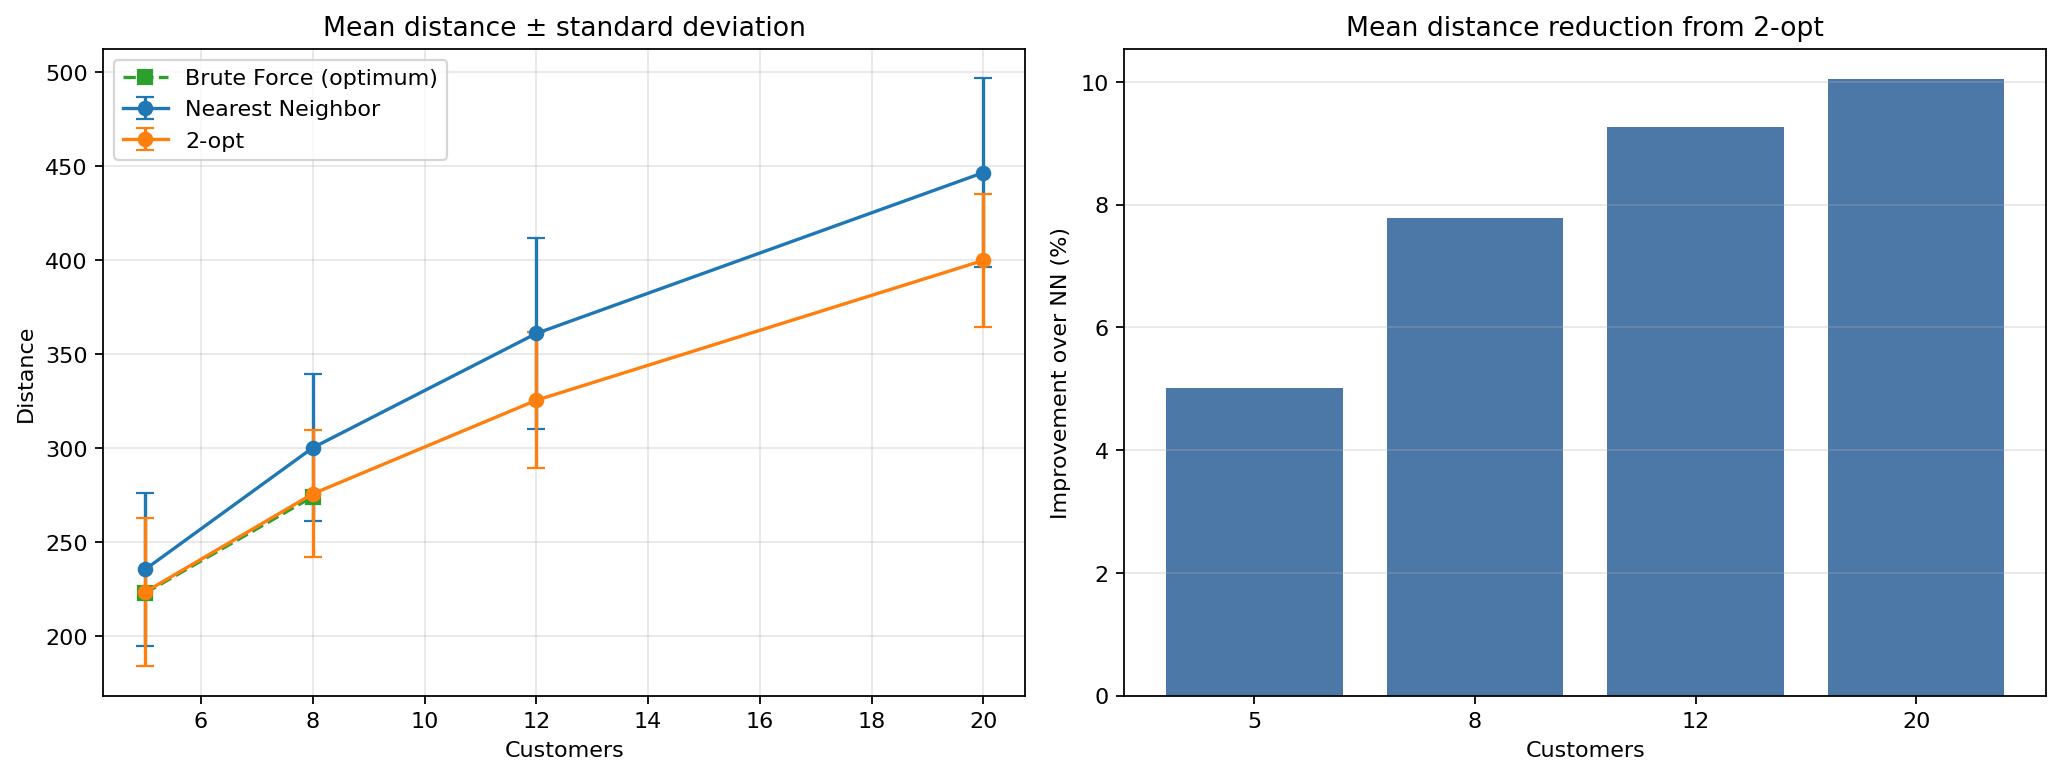 Mean distance ± standard deviation
Brute Force (optimum)
Nearest Neighbor
2-opt
500
450
400
350
300
250
200
Distance
6 8 10 12 14 16 18 20
Customers
Mean distance reduction from 2-opt
10
8
6
4
2
0
Improvement over NN (%)
5 8 12 20
Customers